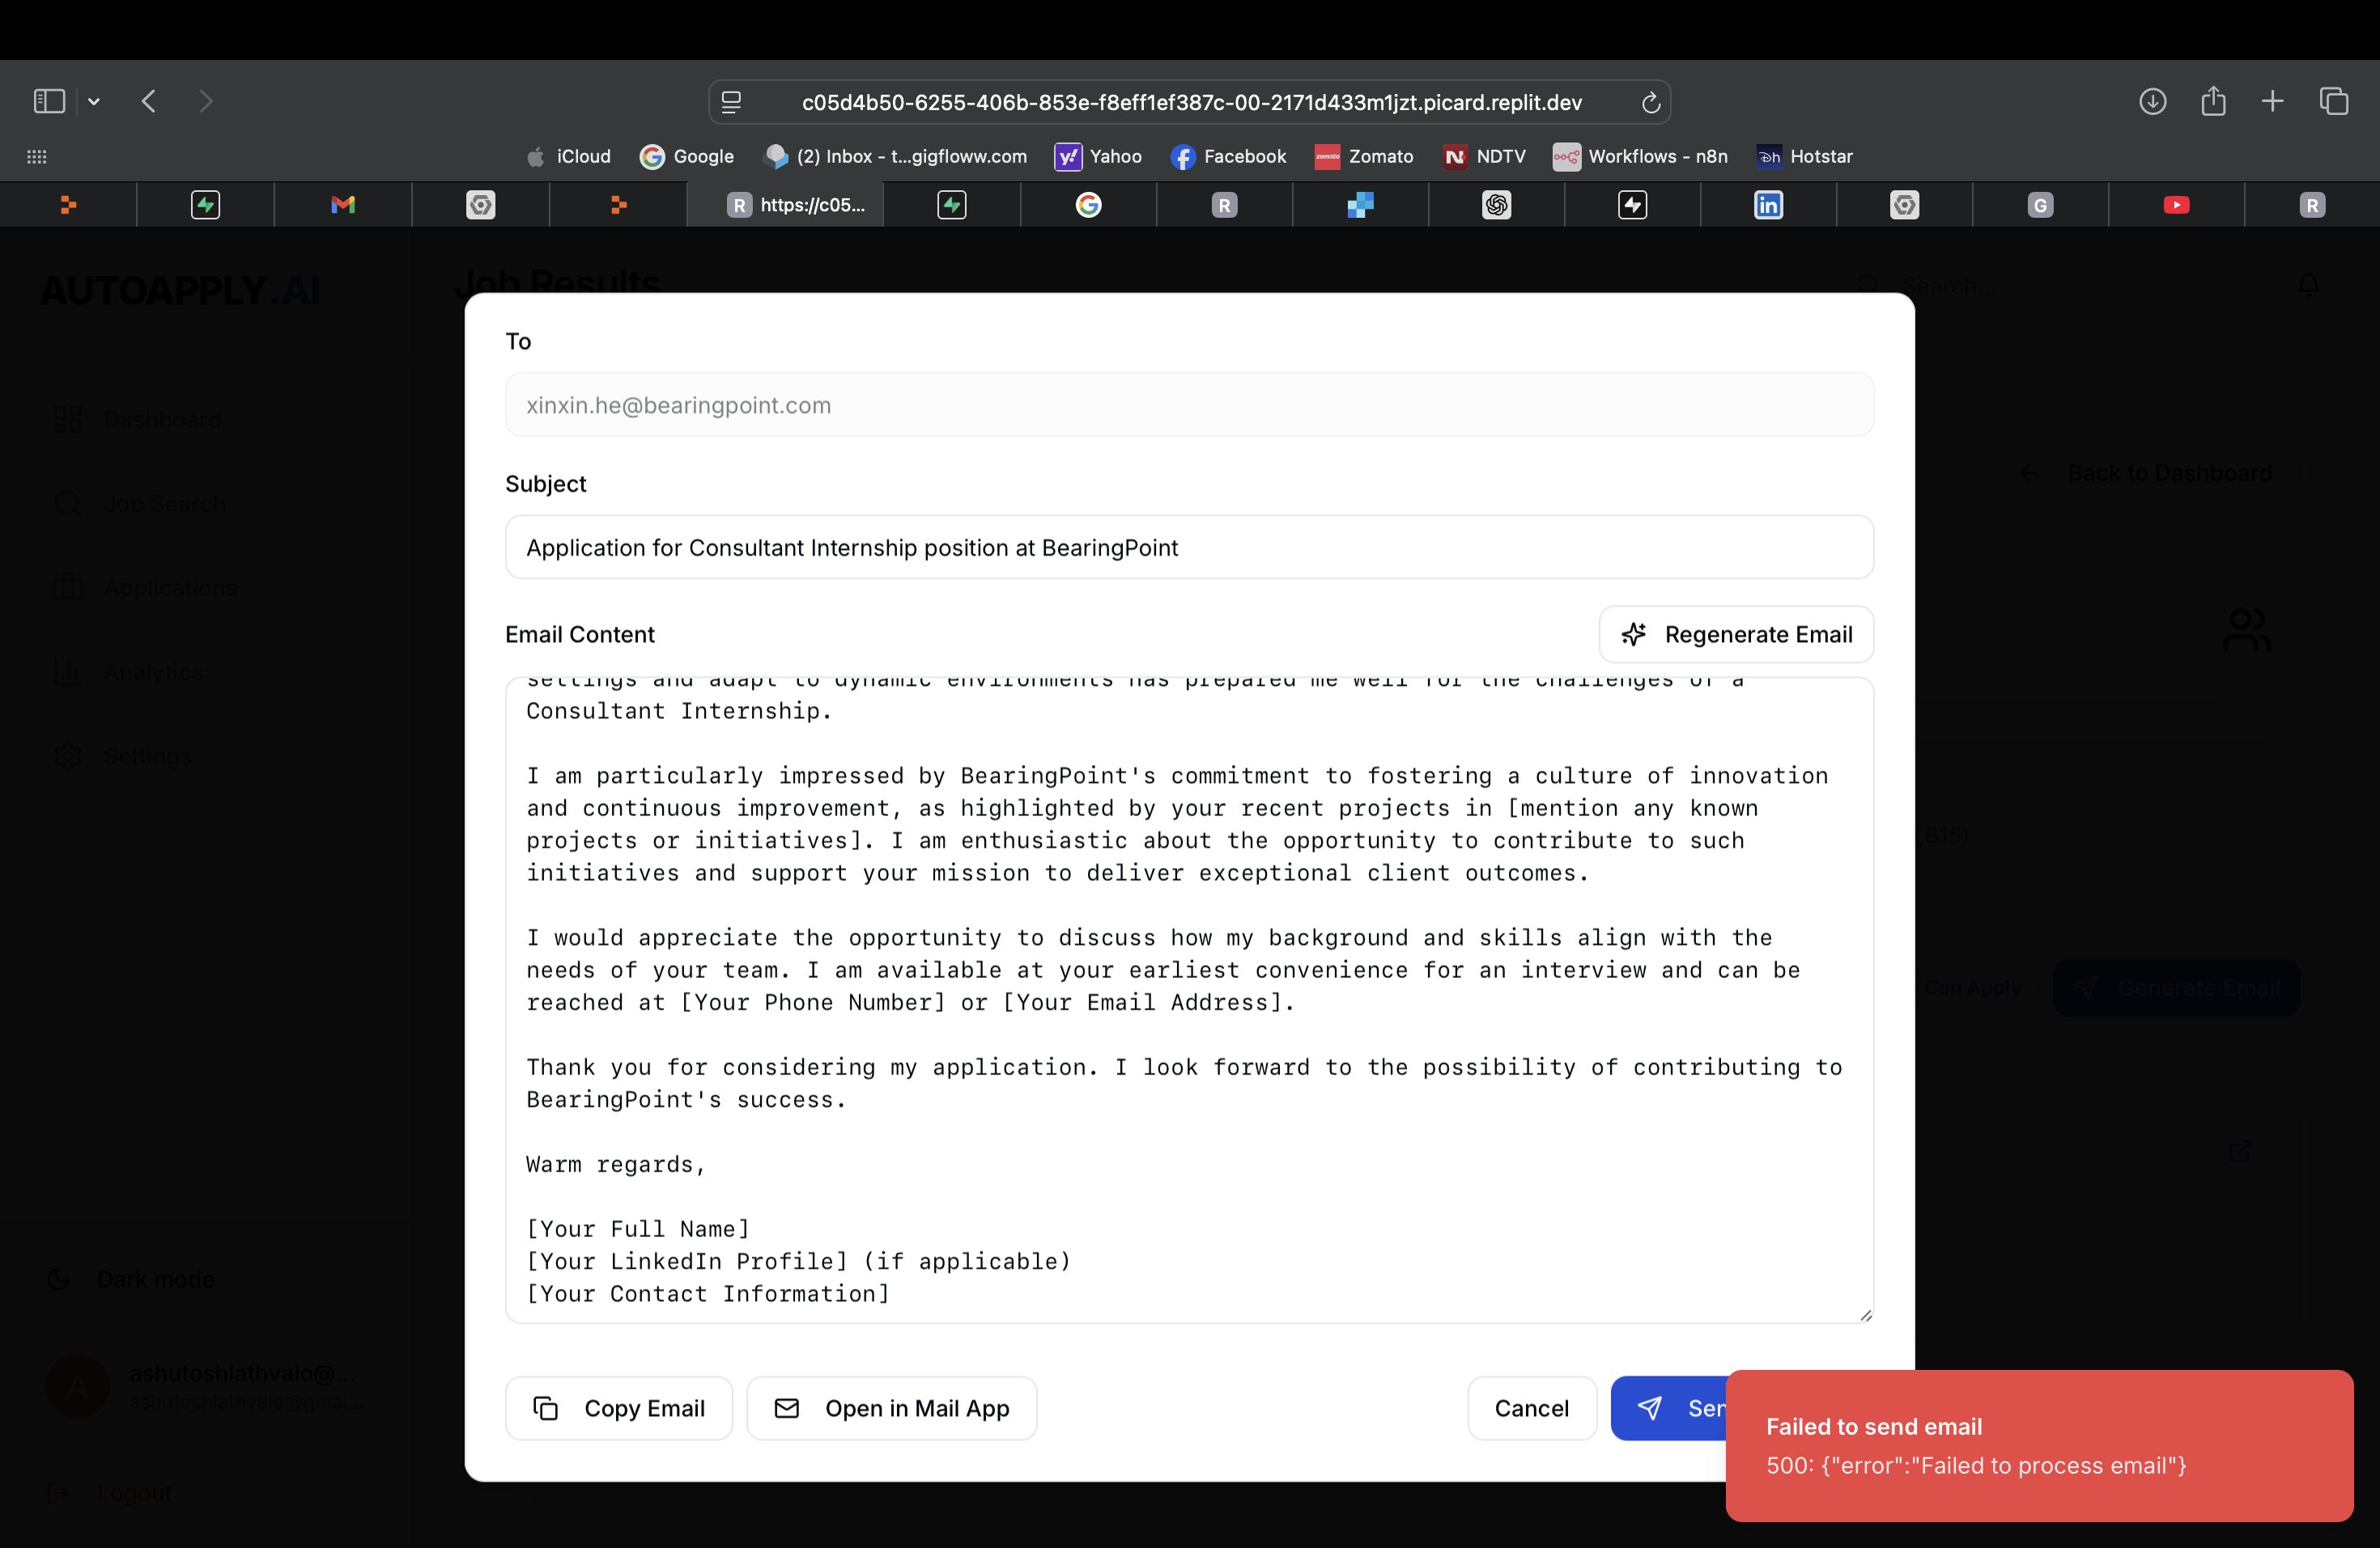 c05d4b50-6255-406b-853e-f8eff1ef387c-00-2171d433m1jzt.picard.replit.dev
iCloud
Google
(2) Inbox - t...gigfloww.com
Yahoo
Facebook
Zomato
NDTV
Workflows - n8n
Hotstar
https://c05...
AUTOAPPLY.AI
Job Results
Search...
Dashboard
Job Search
Applications
Analytics
Settings
Back to Dashboard
615)
Can Apply
Generate Email
To
xinxin.he@bearingpoint.com
Subject
Application for Consultant Internship position at BearingPoint
Email Content
Regenerate Email
settings and adapt to dynamic environments has prepared me well for the challenges of a
Consultant Internship.
I am particularly impressed by BearingPoint's commitment to fostering a culture of innovation
and continuous improvement, as highlighted by your recent projects in [mention any known
projects or initiatives]. I am enthusiastic about the opportunity to contribute to such
initiatives and support your mission to deliver exceptional client outcomes.
I would appreciate the opportunity to discuss how my background and skills align with the
needs of your team. I am available at your earliest convenience for an interview and can be
reached at [Your Phone Number] or [Your Email Address].
Thank you for considering my application. I look forward to the possibility of contributing to
BearingPoint's success.
Warm regards,
[Your Full Name]
[Your LinkedIn Profile] (if applicable)
[Your Contact Information]
Copy Email
Open in Mail App
Cancel
Sen
Failed to send email
500: {"error":"Failed to process email"}
Dark mode
A
ashutoshlathvalo@...
ashutoshlathvalo@gmai...
Logout